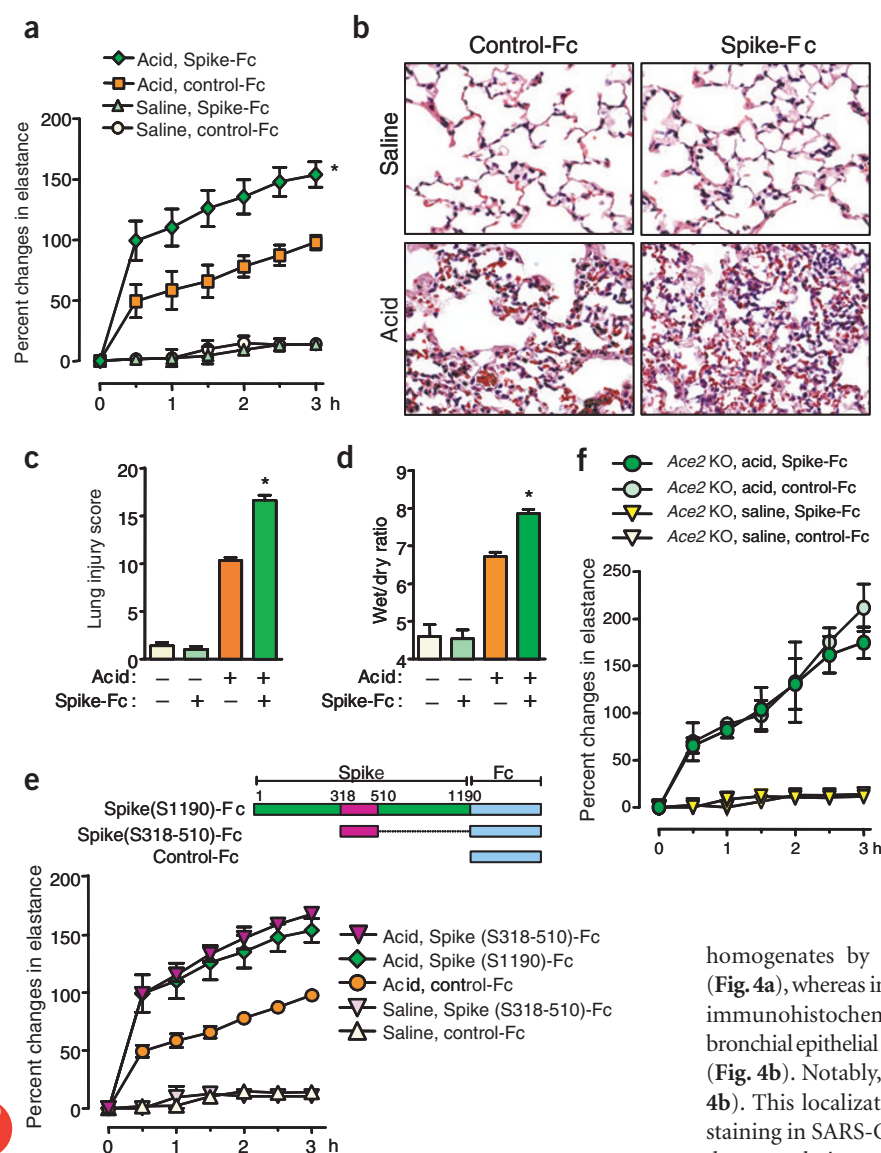 a
Acid, Spike-Fc
Acid, control-Fc
Saline, Spike-Fc
Saline, control-Fc
Percent changes in elastance
200
150
100
50
0
*
0 1 2 3 h
b
Control-Fc Spike-Fc
Saline
Acid
c
Lung injury score
20
15
10
5
0
*
Acid: – – + +
Spike-Fc: – + – +
d
Wet/dry ratio
9
8
7
6
5
4
*
Acid: – – + +
Spike-Fc: – + – +
f
Ace2 KO, acid, Spike-Fc
Ace2 KO, acid, control-Fc
Ace2 KO, saline, Spike-Fc
Ace2 KO, saline, control-Fc
Percent changes in elastance
250
200
150
100
50
0
0 1 2 3 h
e
Spike Fc
1 318 510 1190
Spike(S1190)-Fc
Spike(S318-510)-Fc
Control-Fc
Percent changes in elastance
200
150
100
50
0
0 1 2 3 h
Acid, Spike (S318-510)-Fc
Acid, Spike (S1190)-Fc
Acid, control-Fc
Saline, Spike (S318-510)-Fc
Saline, control-Fc
homogenates by
(Fig. 4a), whereas in
immunohistochem
bronchial epithelial
(Fig. 4b). Notably,
4b). This localizat
staining in SARS-C